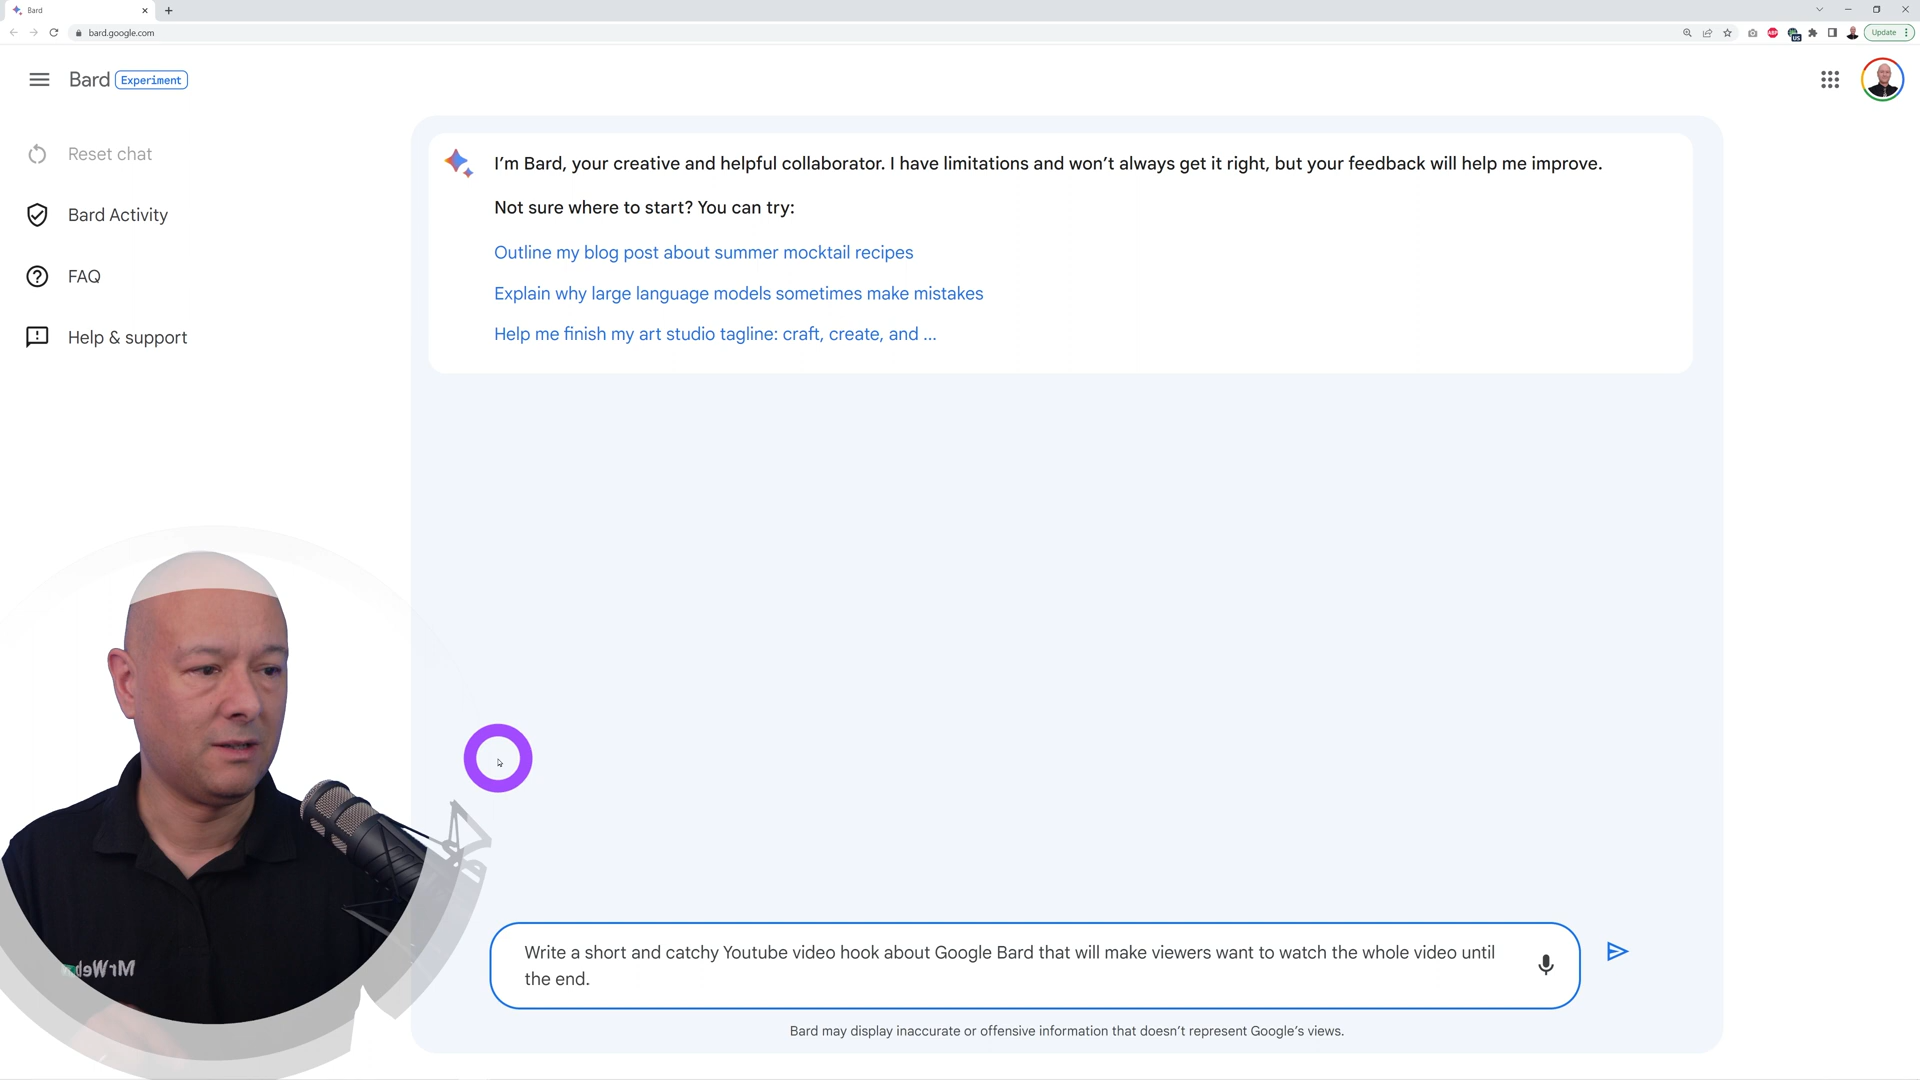 Bard
bard.google.com
Update
Bard Experiment
Reset chat
Bard Activity
FAQ
Help & support
I'm Bard, your creative and helpful collaborator. I have limitations and won't always get it right, but your feedback will help me improve.
Not sure where to start? You can try:
Outline my blog post about summer mocktail recipes
Explain why large language models sometimes make mistakes
Help me finish my art studio tagline: craft, create, and ...
Write a short and catchy Youtube video hook about Google Bard that will make viewers want to watch the whole video until
the end.
Bard may display inaccurate or offensive information that doesn't represent Google's views.